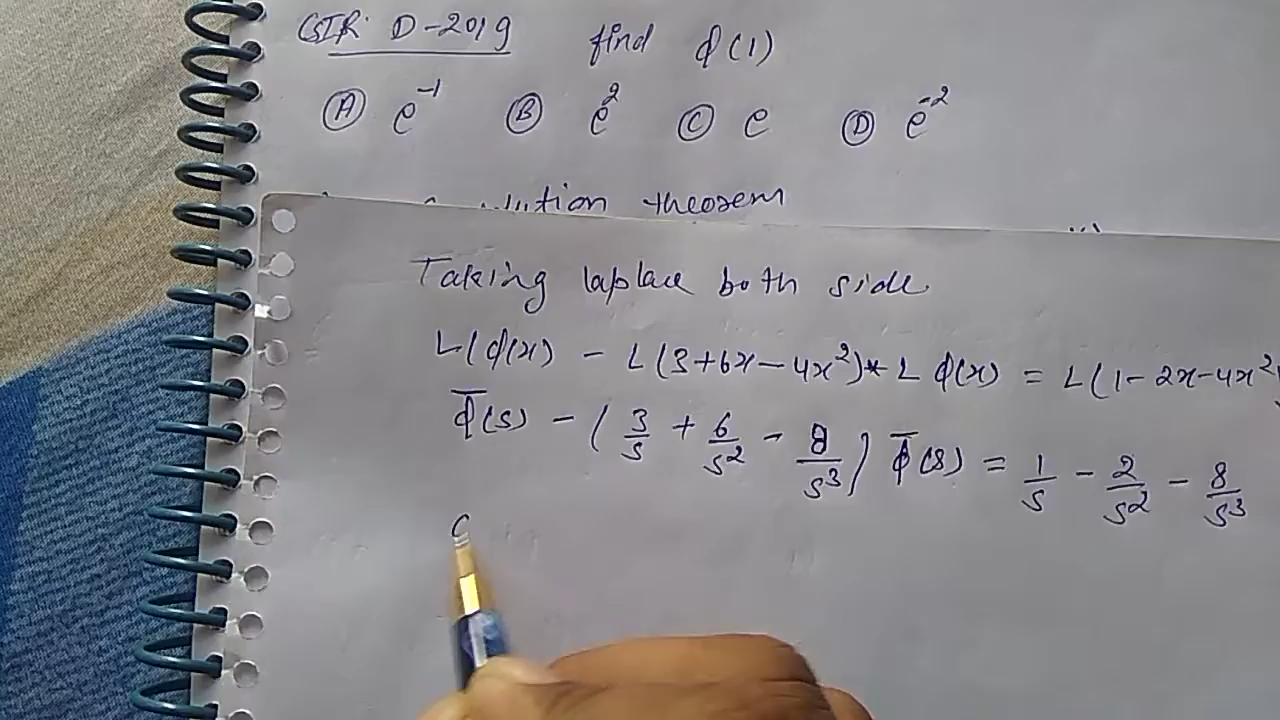 CSIR D-2019 find ϕ(1)
Ⓐ e⁻¹ Ⓑ e² Ⓒ e Ⓓ e⁻²
theorem
Taking laplace both side
L(ϕ(x) - L(3+6x-4x²)* L ϕ(x) = L(1-2x-4x²)
ϕ̅(s) - (3/s + 6/s² - 8/s³) ϕ̅(s) = 1/s - 2/s² - 8/s³